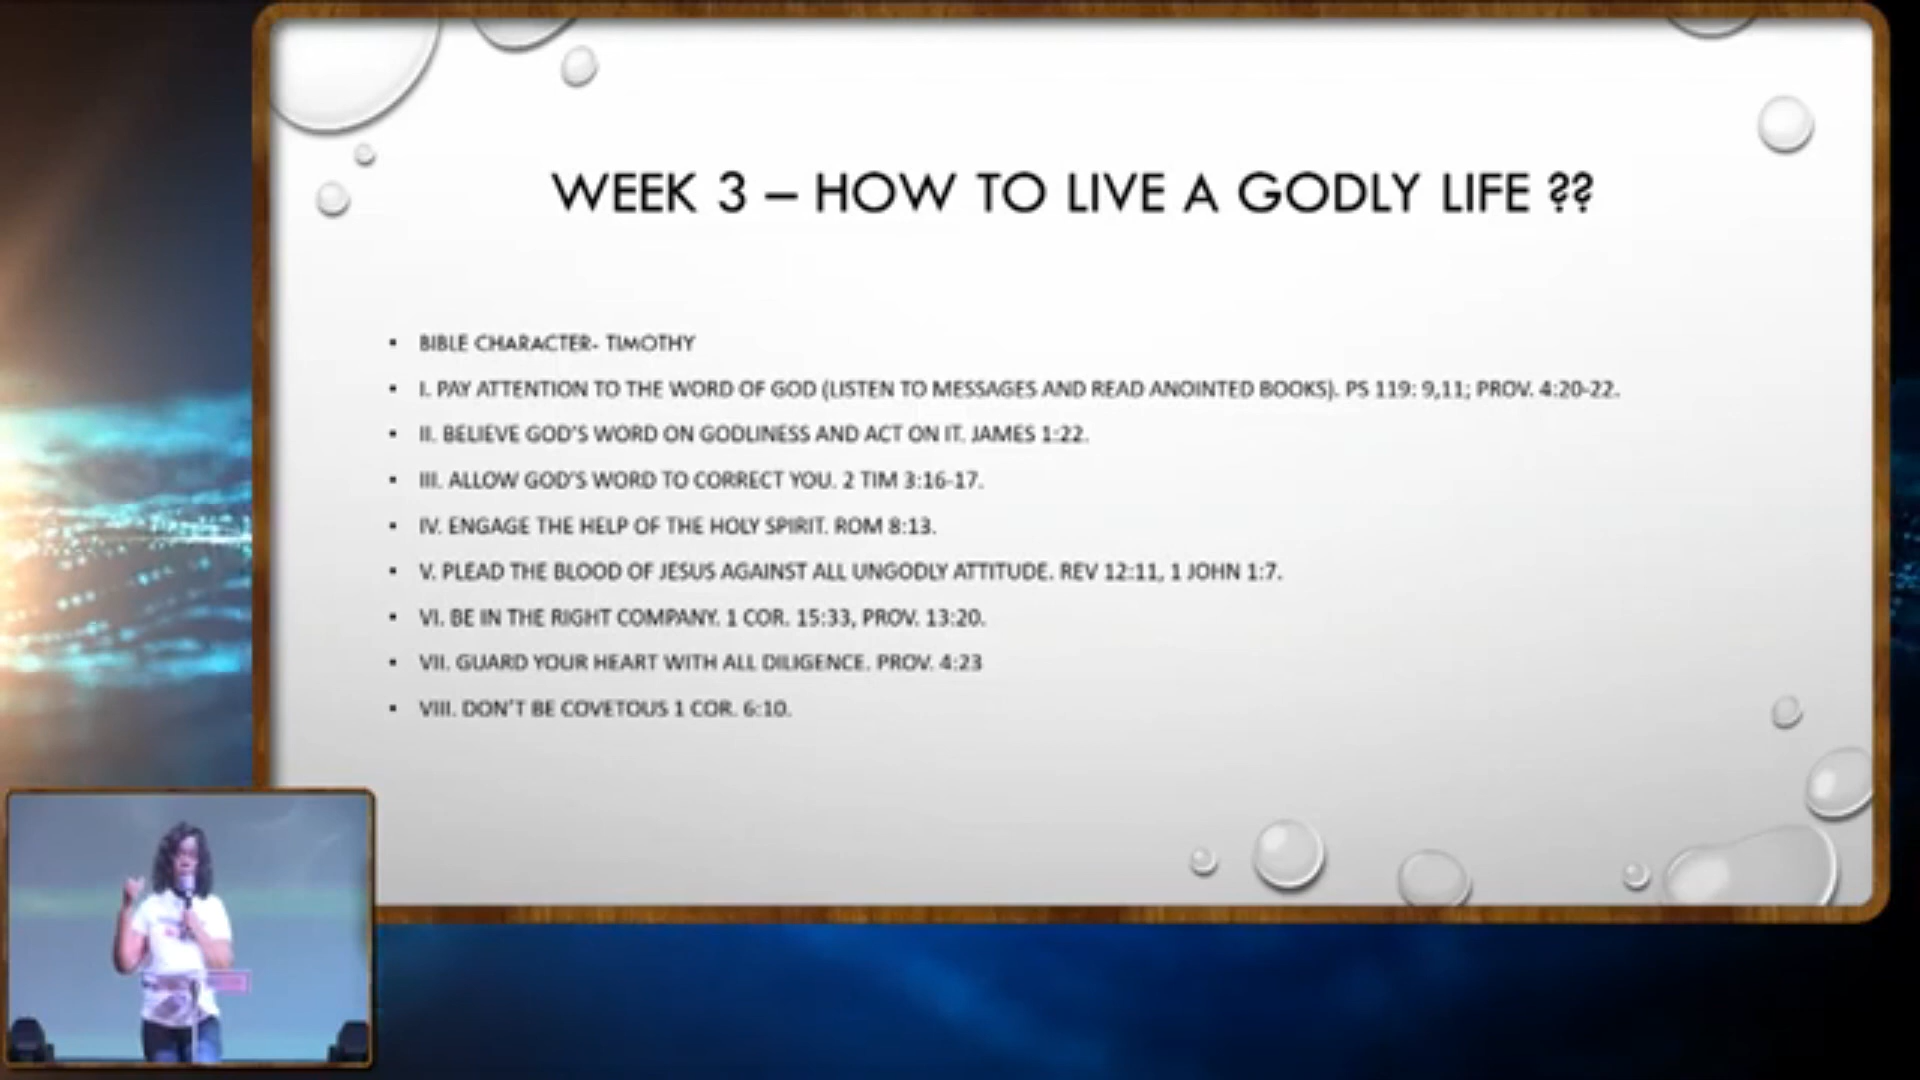 WEEK 3 – HOW TO LIVE A GODLY LIFE ??
• BIBLE CHARACTER- TIMOTHY
• I. PAY ATTENTION TO THE WORD OF GOD (LISTEN TO MESSAGES AND READ ANOINTED BOOKS). PS 119: 9,11; PROV. 4:20-22.
• II. BELIEVE GOD'S WORD ON GODLINESS AND ACT ON IT. JAMES 1:22.
• III. ALLOW GOD'S WORD TO CORRECT YOU. 2 TIM 3:16-17.
• IV. ENGAGE THE HELP OF THE HOLY SPIRIT. ROM 8:13.
• V. PLEAD THE BLOOD OF JESUS AGAINST ALL UNGODLY ATTITUDE. REV 12:11, 1 JOHN 1:7.
• VI. BE IN THE RIGHT COMPANY. 1 COR. 15:33, PROV. 13:20.
• VII. GUARD YOUR HEART WITH ALL DILIGENCE. PROV. 4:23
• VIII. DON'T BE COVETOUS 1 COR. 6:10.